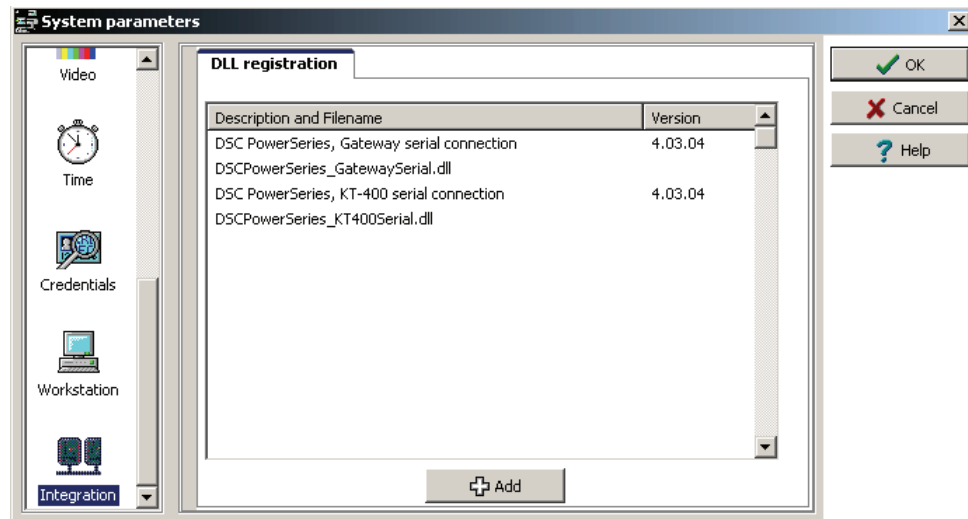 System parameters
Video
Time
Credentials
Workstation
Integration
DLL registration
Description and Filename Version
DSC PowerSeries, Gateway serial connection 4.03.04
DSCPowerSeries_GatewaySerial.dll
DSC PowerSeries, KT-400 serial connection 4.03.04
DSCPowerSeries_KT400Serial.dll
Add
OK
Cancel
Help